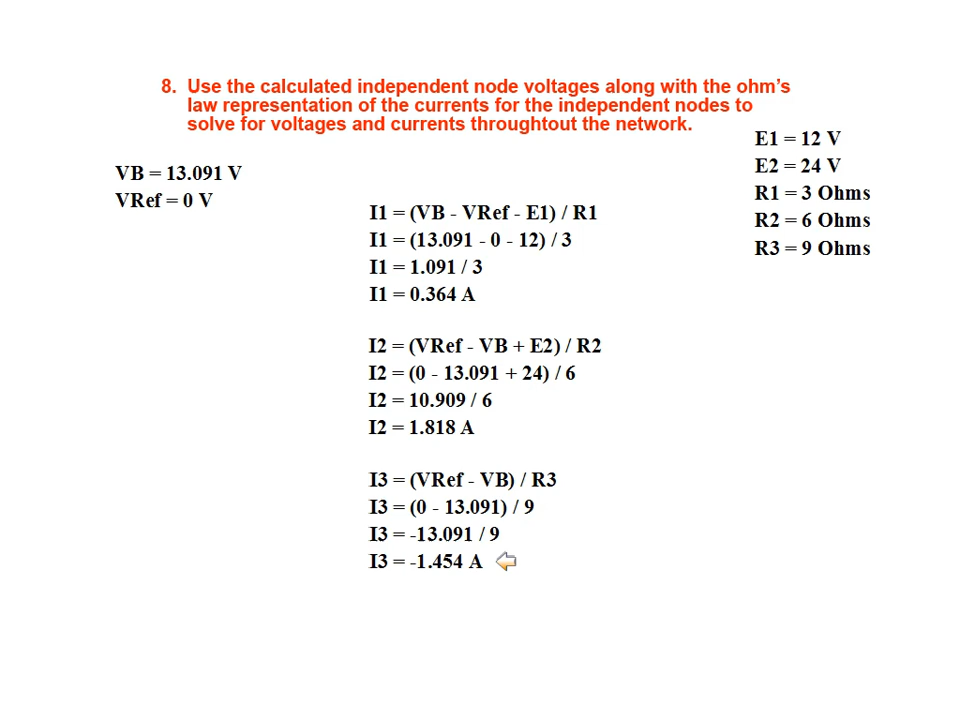 8. Use the calculated independent node voltages along with the ohm's
law representation of the currents for the independent nodes to
solve for voltages and currents throughtout the network.
E1 = 12 V
E2 = 24 V
R1 = 3 Ohms
R2 = 6 Ohms
R3 = 9 Ohms
VB = 13.091 V
VRef = 0 V
I1 = (VB - VRef - E1) / R1
I1 = (13.091 - 0 - 12) / 3
I1 = 1.091 / 3
I1 = 0.364 A
I2 = (VRef - VB + E2) / R2
I2 = (0 - 13.091 + 24) / 6
I2 = 10.909 / 6
I2 = 1.818 A
I3 = (VRef - VB) / R3
I3 = (0 - 13.091) / 9
I3 = -13.091 / 9
I3 = -1.454 A